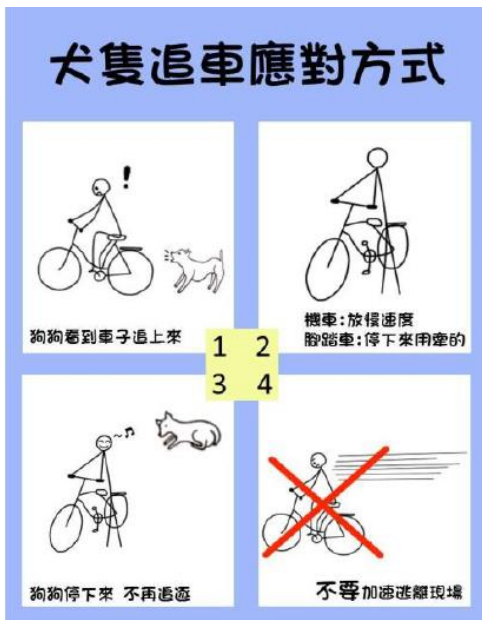 犬隻追車應對方式
!
狗狗看到車子追上來
機車:放慢速度
腳踏車:停下來用牽的
1 2
3 4
狗狗停下來 不再追逐
不要加速逃離現場